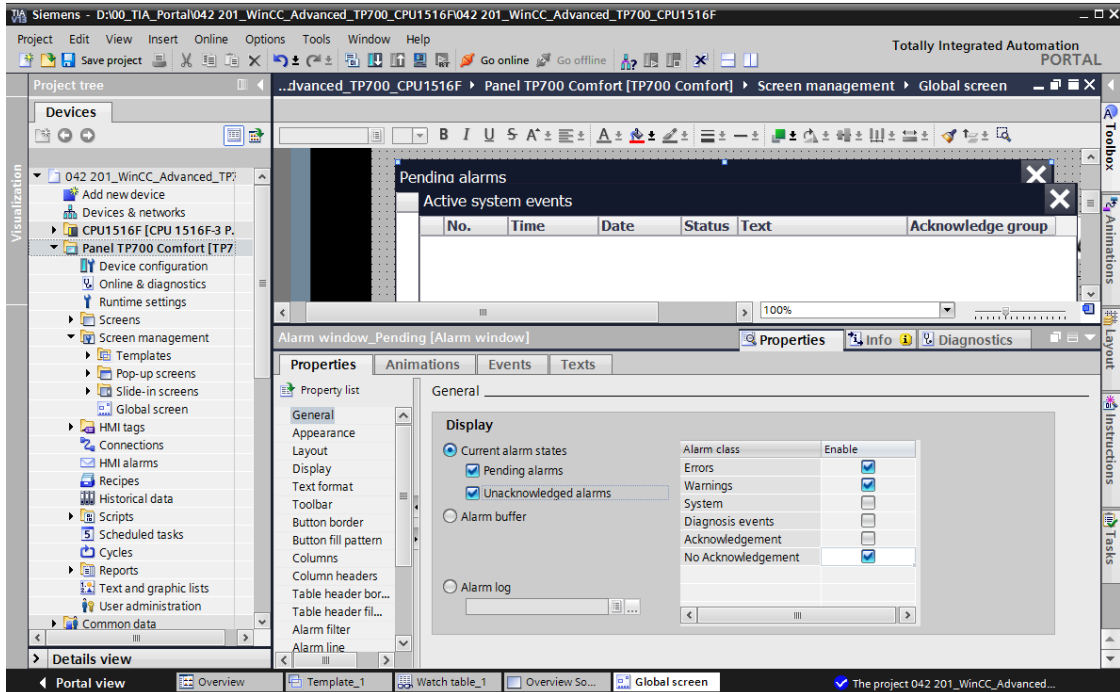 Siemens - D:\00_TIA_Portal\042 201_WinCC_Advanced_TP700_CPU1516F\042 201_WinCC_Advanced_TP700_CPU1516F
Project Edit View Insert Online Options Tools Window Help
Totally Integrated Automation
PORTAL
Save project
Go online
Go offline
Project tree
...dvanced_TP700_CPU1516F
Panel TP700 Comfort [TP700 Comfort]
Screen management
Global screen
Devices
B I U S
Visualization
042 201_WinCC_Advanced_TP
Add new device
Devices & networks
CPU1516F [CPU 1516F-3 P.
Panel TP700 Comfort [TP7
Device configuration
Online & diagnostics
Runtime settings
Screens
Screen management
Templates
Pop-up screens
Slide-in screens
Global screen
HMI tags
Connections
HMI alarms
Recipes
Historical data
Scripts
Scheduled tasks
Cycles
Reports
Text and graphic lists
User administration
Common data
Details view
Pending alarms
Active system events
No. Time Date Status Text Acknowledge group
100%
Alarm window_Pending [Alarm window]
Properties Info Diagnostics
Properties Animations Events Texts
Property list
General
Appearance
Layout
Display
Text format
Toolbar
Button border
Button fill pattern
Columns
Column headers
Table header bor...
Table header fil...
Alarm filter
Alarm line
General
Display
Current alarm states
Pending alarms
Unacknowledged alarms
Alarm buffer
Alarm log
...
Alarm class Enable
Errors
Warnings
System
Diagnosis events
Acknowledgement
No Acknowledgement
Toolbox
Animations
Layout
Instructions
Tasks
Portal view
Overview
Template_1
Watch table_1
Overview So...
Global screen
The project 042 201_WinCC_Advanced...